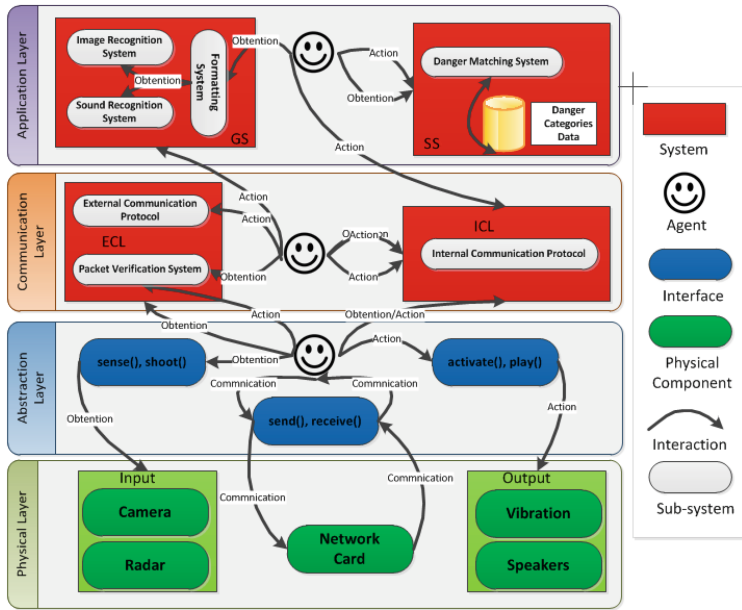 Application Layer
Image Recognition
System
Sound Recognition
System
Obtention
Formatting
System
GS
Obtention
Action
Obtention
Danger Matching System
Danger
Categories
Data
SS
Action
Communication
Layer
Action
External Communication
Protocol
Action
ECL
Packet Verification System
Obtention
Action
Action
ICL
Internal Communication Protocol
Abstraction
Layer
Obtention
Action
Obtention/Action
sense(), shoot()
Obtention
Action
activate(), play()
Commnication
Commnication
send(), receive()
Obtention
Action
Physical Layer
Input
Camera
Radar
Commnication
Commnication
Network
Card
Output
Vibration
Speakers
System
Agent
Interface
Physical
Component
Interaction
Sub-system